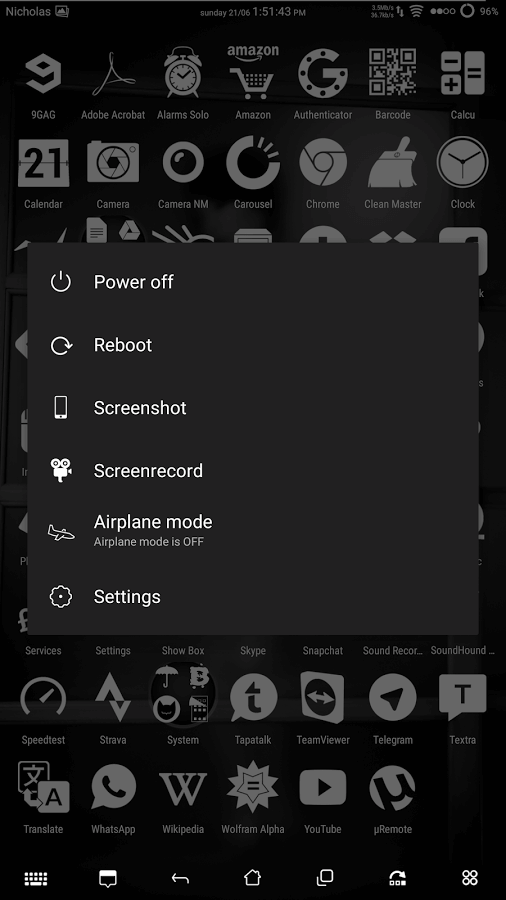 Nicholas
sunday 21/06 1:51:43 PM
3.5Mb/s
36.7kb/s
96%
amazon
9GAG Adobe Acrobat Alarms Solo Amazon Authenticator Barcode Calcu
21
Calendar Camera Camera NM Carousel Chrome Clean Master Clock
Power off
Reboot
Screenshot
Screenrecord
Airplane mode
Airplane mode is OFF
Settings
Services Settings Show Box Skype Snapchat Sound Recor... SoundHound ...
Speedtest Strava System Tapatalk TeamViewer Telegram Textra
Translate WhatsApp Wikipedia Wolfram Alpha YouTube µRemote